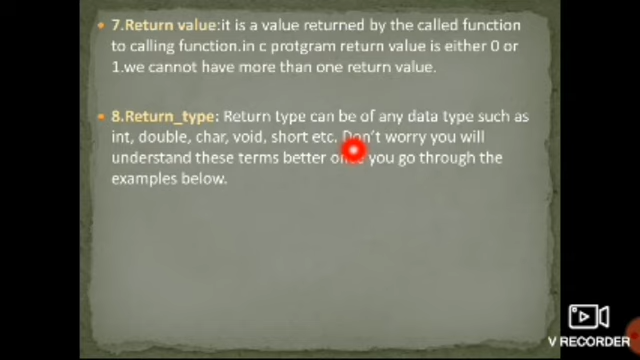 • 7.Return value:it is a value returned by the called function
to calling function.in c protgram return value is either 0 or
1.we cannot have more than one return value.
• 8.Return_type: Return type can be of any data type such as
int, double, char, void, short etc. Don't worry you will
understand these terms better once you go through the
examples below.
V RECORDER